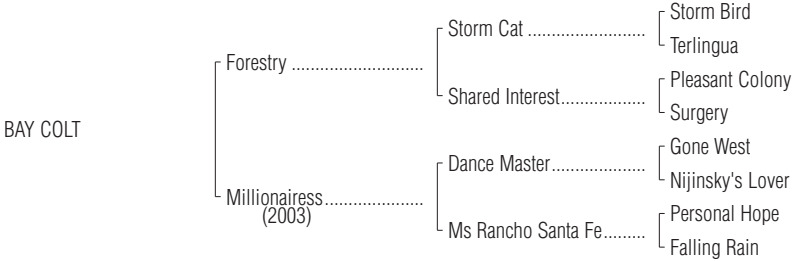 Storm Bird
Storm Cat ..........................
Terlingua
Forestry .............................
Pleasant Colony
Shared Interest...................
Surgery
BAY COLT
Gone West
Dance Master.....................
Nijinsky's Lover
Millionairess......................
(2003)
Personal Hope
Ms Rancho Santa Fe.........
Falling Rain